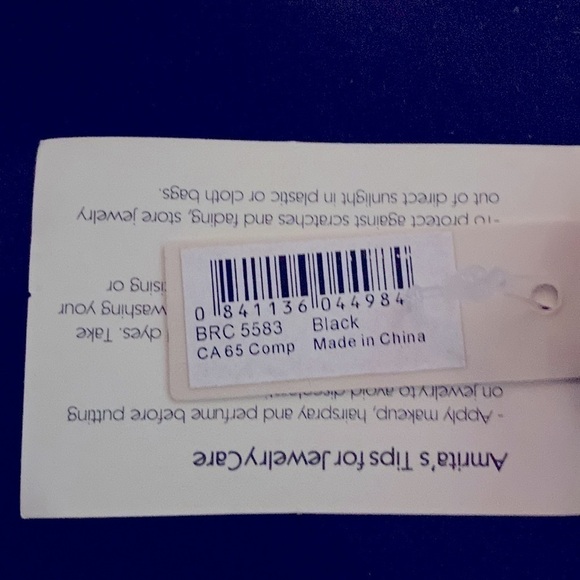 0 841136 044984
BRC 5583 Black
CA 65 Comp Made in China
Amrita's Tips for Jewelry Care
- Apply makeup, hairspray and perfume before putting
on jewelry to avoid
dyes. Take
washing your
or
- To protect against scratches and fading, store jewelry
out of direct sunlight in plastic or cloth bags.